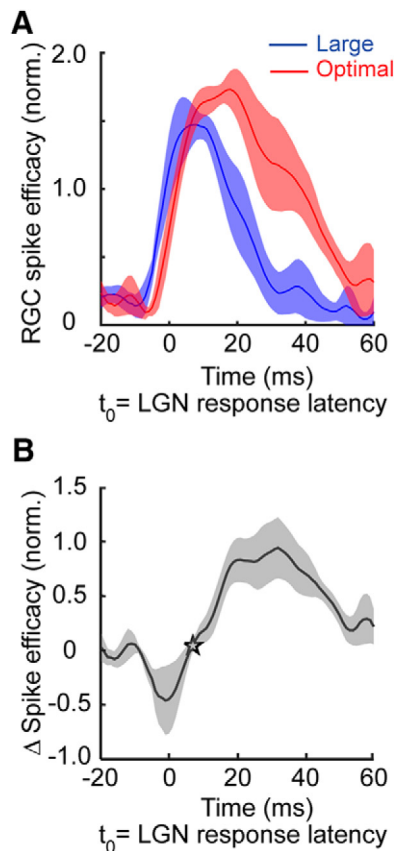 A
Large
Optimal
RGC spike efficacy (norm.)
2.0
1.0
0
-20 0 20 40 60
Time (ms)
t0= LGN response latency
B
Δ Spike efficacy (norm.)
1.5
1.0
0.5
0
-0.5
-1.0
-20 0 20 40 60
Time (ms)
t0= LGN response latency